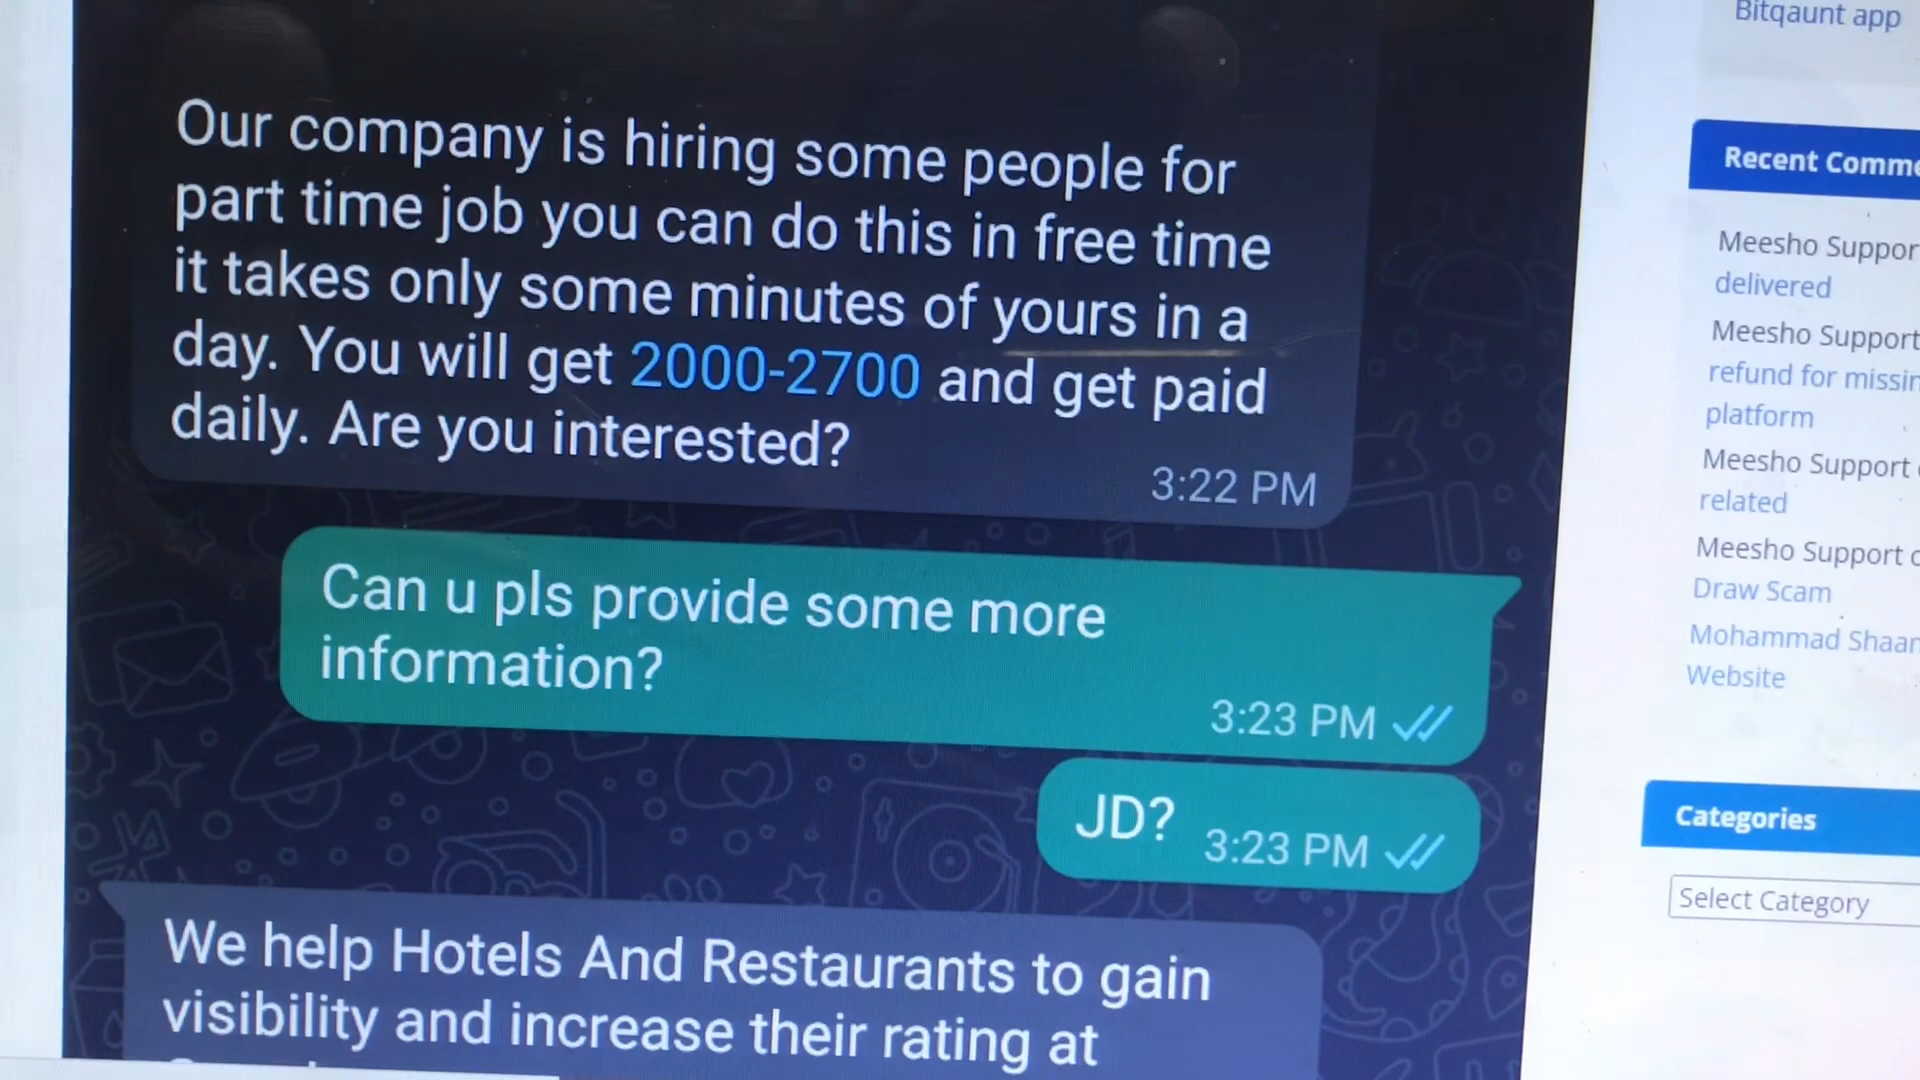 Bitqaunt app
Our company is hiring some people for
part time job you can do this in free time
it takes only some minutes of yours in a
day. You will get 2000-2700 and get paid
daily. Are you interested?
3:22 PM
Can u pls provide some more
information?
3:23 PM
JD?
3:23 PM
We help Hotels And Restaurants to gain
visibility and increase their rating at
Recent Comme
Meesho Suppor
delivered
Meesho Support
refund for missin
platform
Meesho Support
related
Meesho Support
Draw Scam
Mohammad Shaan
Website
Categories
Select Category